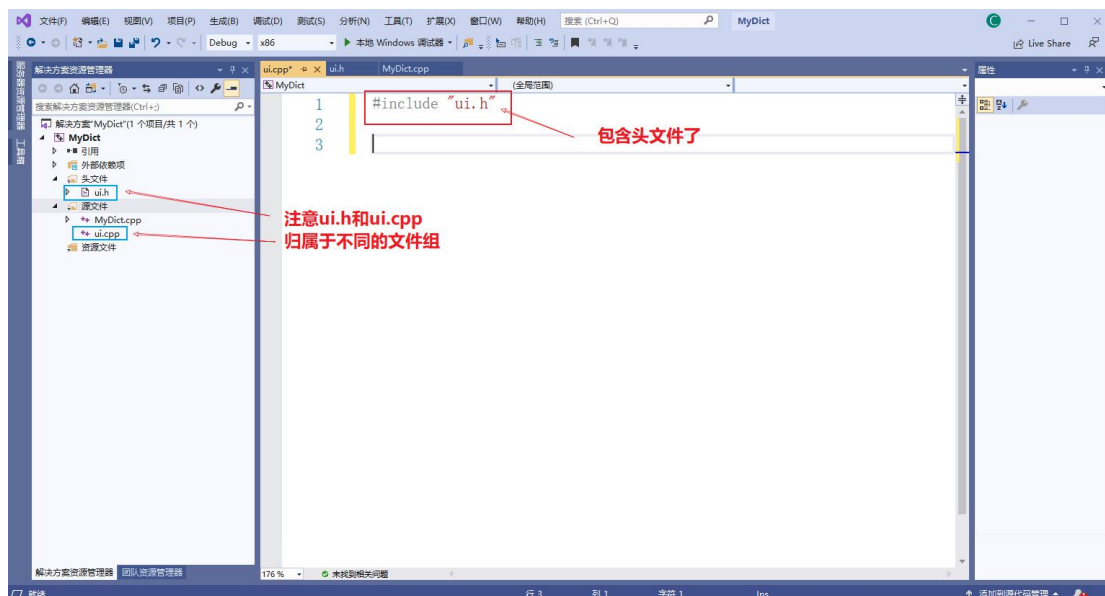 文件(F) 编辑(E) 视图(V) 项目(P) 生成(B) 调试(D) 测试(S) 分析(N) 工具(T) 扩展(X) 窗口(W) 帮助(H) 搜索 (Ctrl+Q) MyDict
Debug x86 本地 Windows 调试器 Live Share
解决方案资源管理器
搜索解决方案资源管理器(Ctrl+;)
解决方案"MyDict"(1 个项目/共 1 个)
MyDict
引用
外部依赖项
头文件
ui.h
源文件
MyDict.cpp
ui.cpp
资源文件
解决方案资源管理器 团队资源管理器
工具箱
ui.cpp* ui.h MyDict.cpp
MyDict (全局范围)
1 #include "ui.h"
2
3
包含头文件了
注意ui.h和ui.cpp
归属于不同的文件组
属性
176 % 未找到相关问题
就绪 行 3 列 1 字符 1 Ins 添加到源代码管理